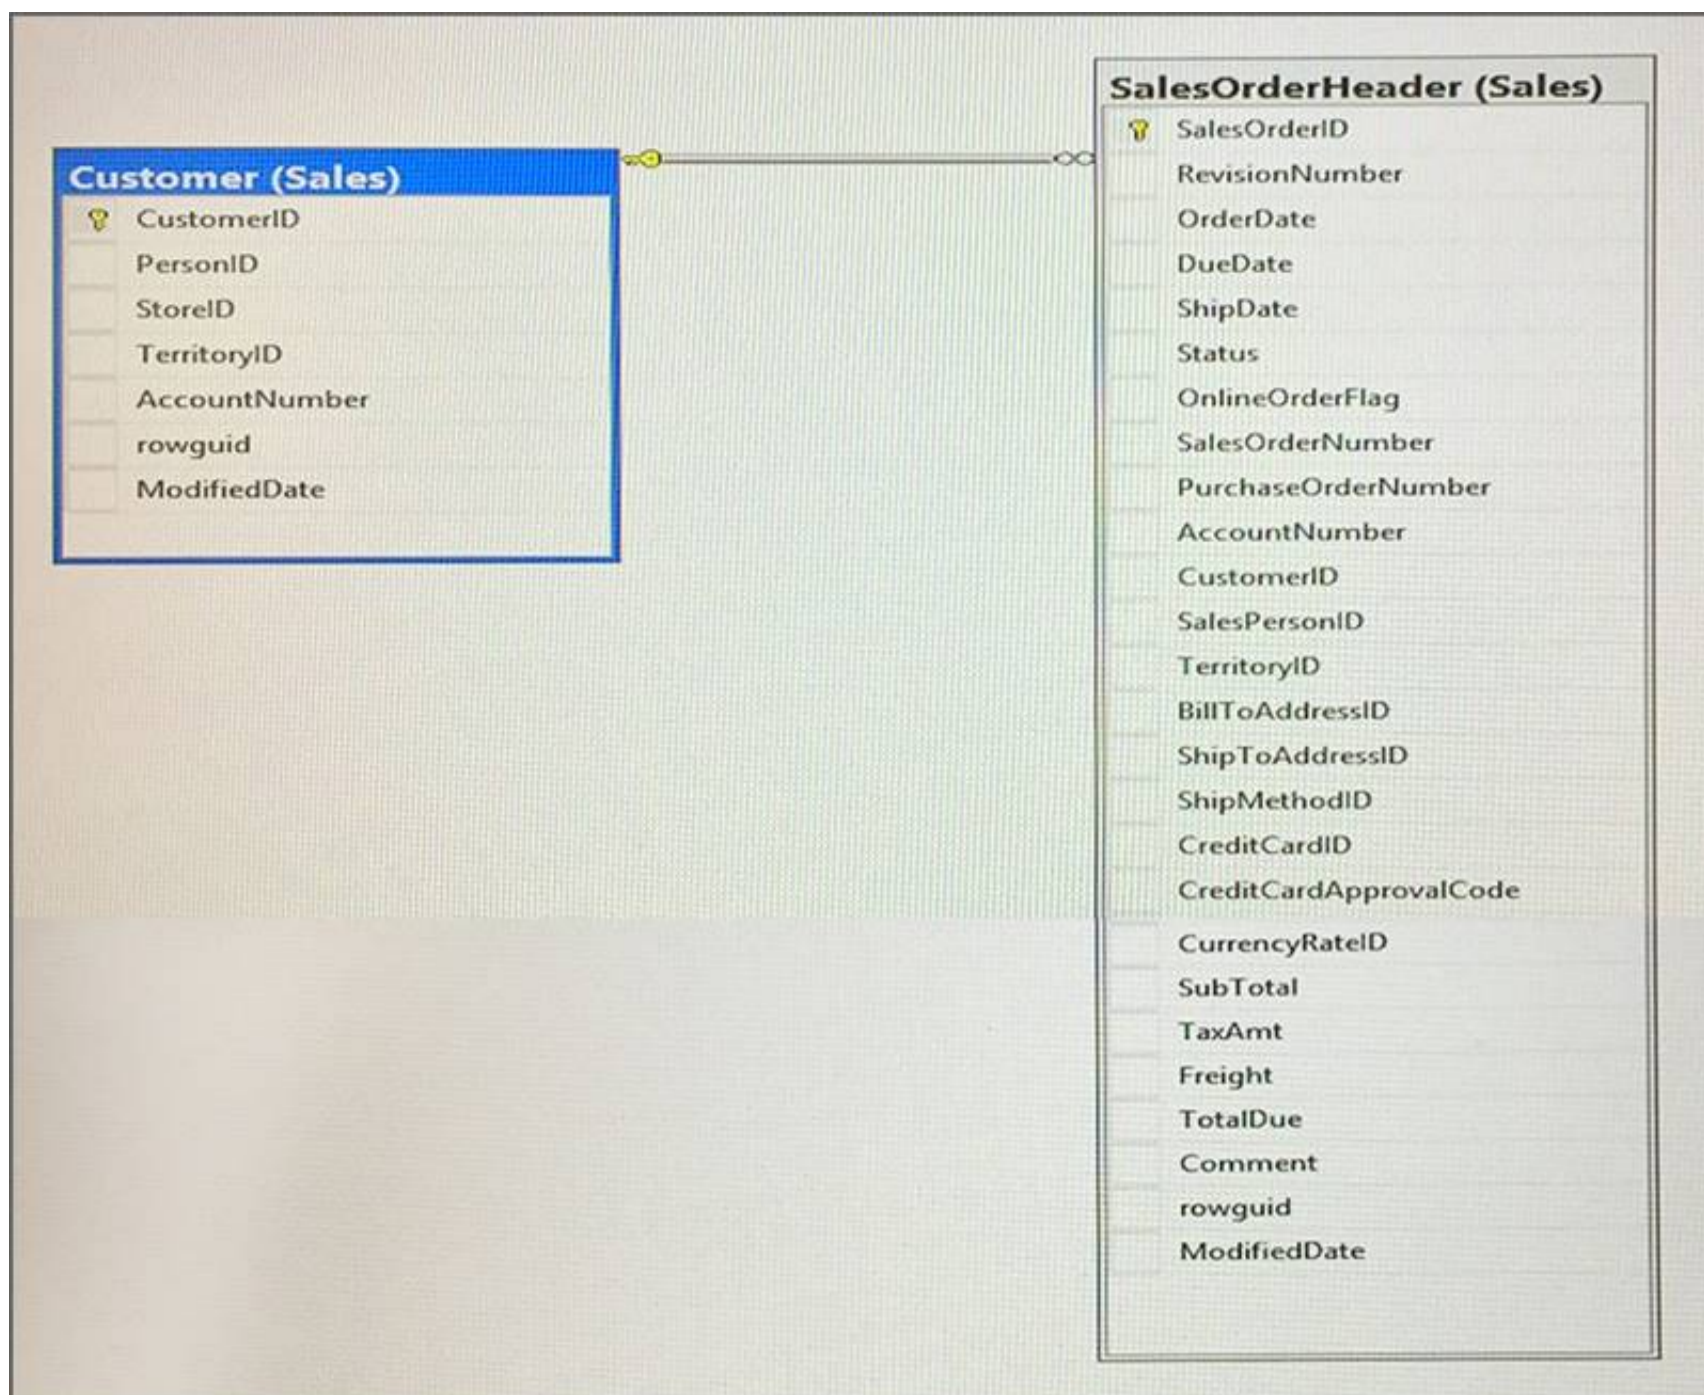 Customer (Sales)
CustomerID
PersonID
StoreID
TerritoryID
AccountNumber
rowguid
ModifiedDate
SalesOrderHeader (Sales)
SalesOrderID
RevisionNumber
OrderDate
DueDate
ShipDate
Status
OnlineOrderFlag
SalesOrderNumber
PurchaseOrderNumber
AccountNumber
CustomerID
SalesPersonID
TerritoryID
BillToAddressID
ShipToAddressID
ShipMethodID
CreditCardID
CreditCardApprovalCode
CurrencyRateID
SubTotal
TaxAmt
Freight
TotalDue
Comment
rowguid
ModifiedDate